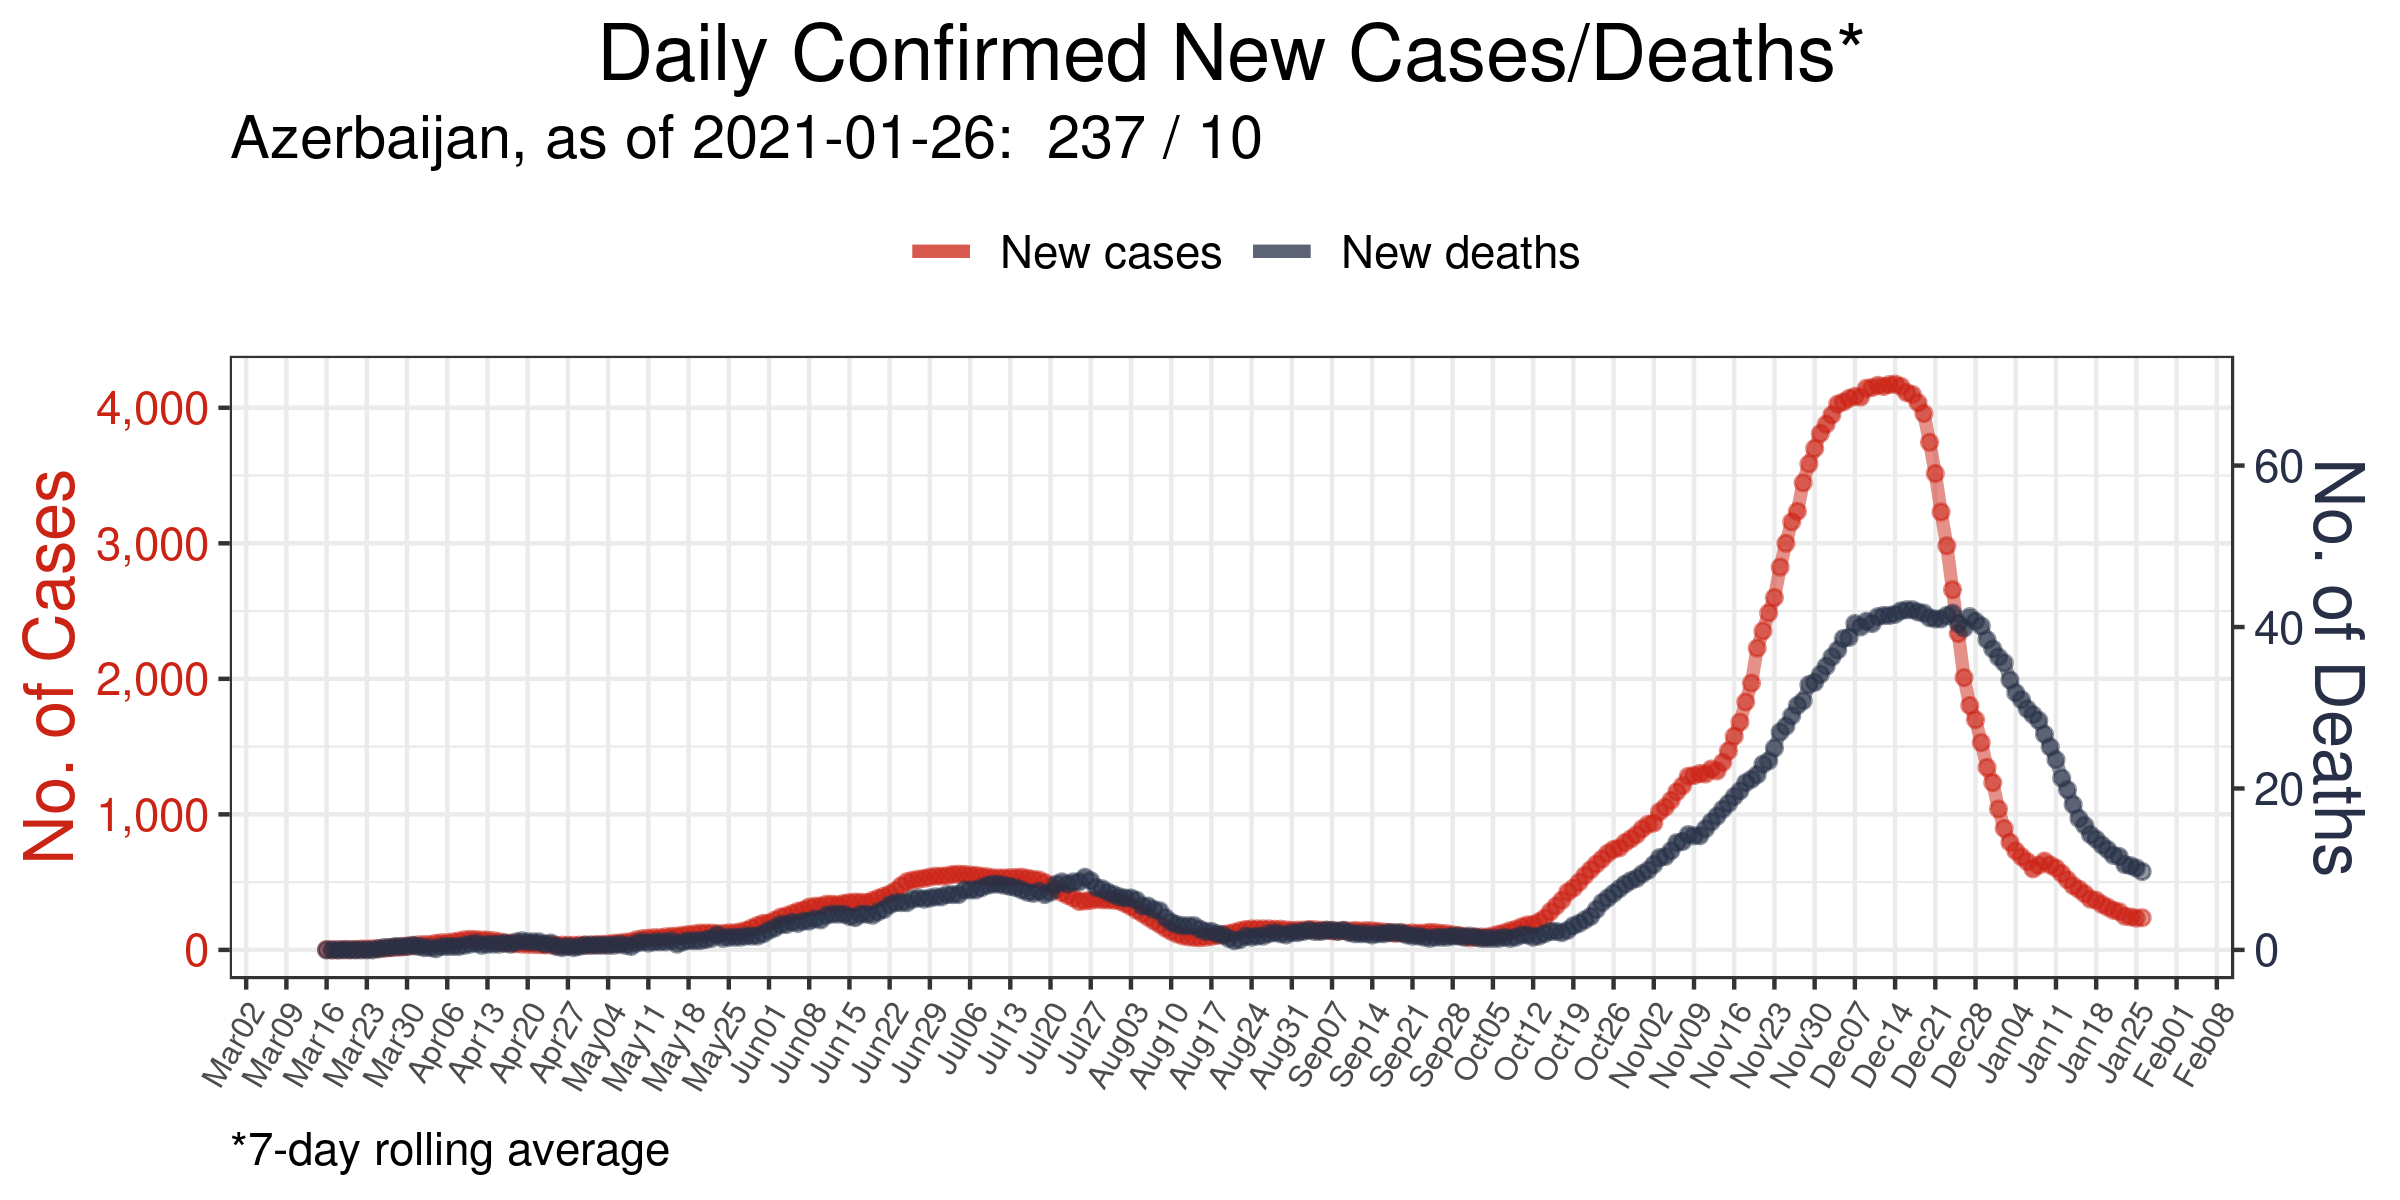 Daily Confirmed New Cases/Deaths*
Azerbaijan, as of 2021-01-26:  237 / 10
New cases
New deaths
No. of Cases
4,000
3,000
2,000
1,000
0
60
40
20
0
No. of Deaths
Mar02
Mar09
Mar16
Mar23
Mar30
Apr06
Apr13
Apr20
Apr27
May04
May11
May18
May25
Jun01
Jun08
Jun15
Jun22
Jun29
Jul06
Jul13
Jul20
Jul27
Aug03
Aug10
Aug17
Aug24
Aug31
Sep07
Sep14
Sep21
Sep28
Oct05
Oct12
Oct19
Oct26
Nov02
Nov09
Nov16
Nov23
Nov30
Dec07
Dec14
Dec21
Dec28
Jan04
Jan11
Jan18
Jan25
Feb01
Feb08
*7-day rolling average